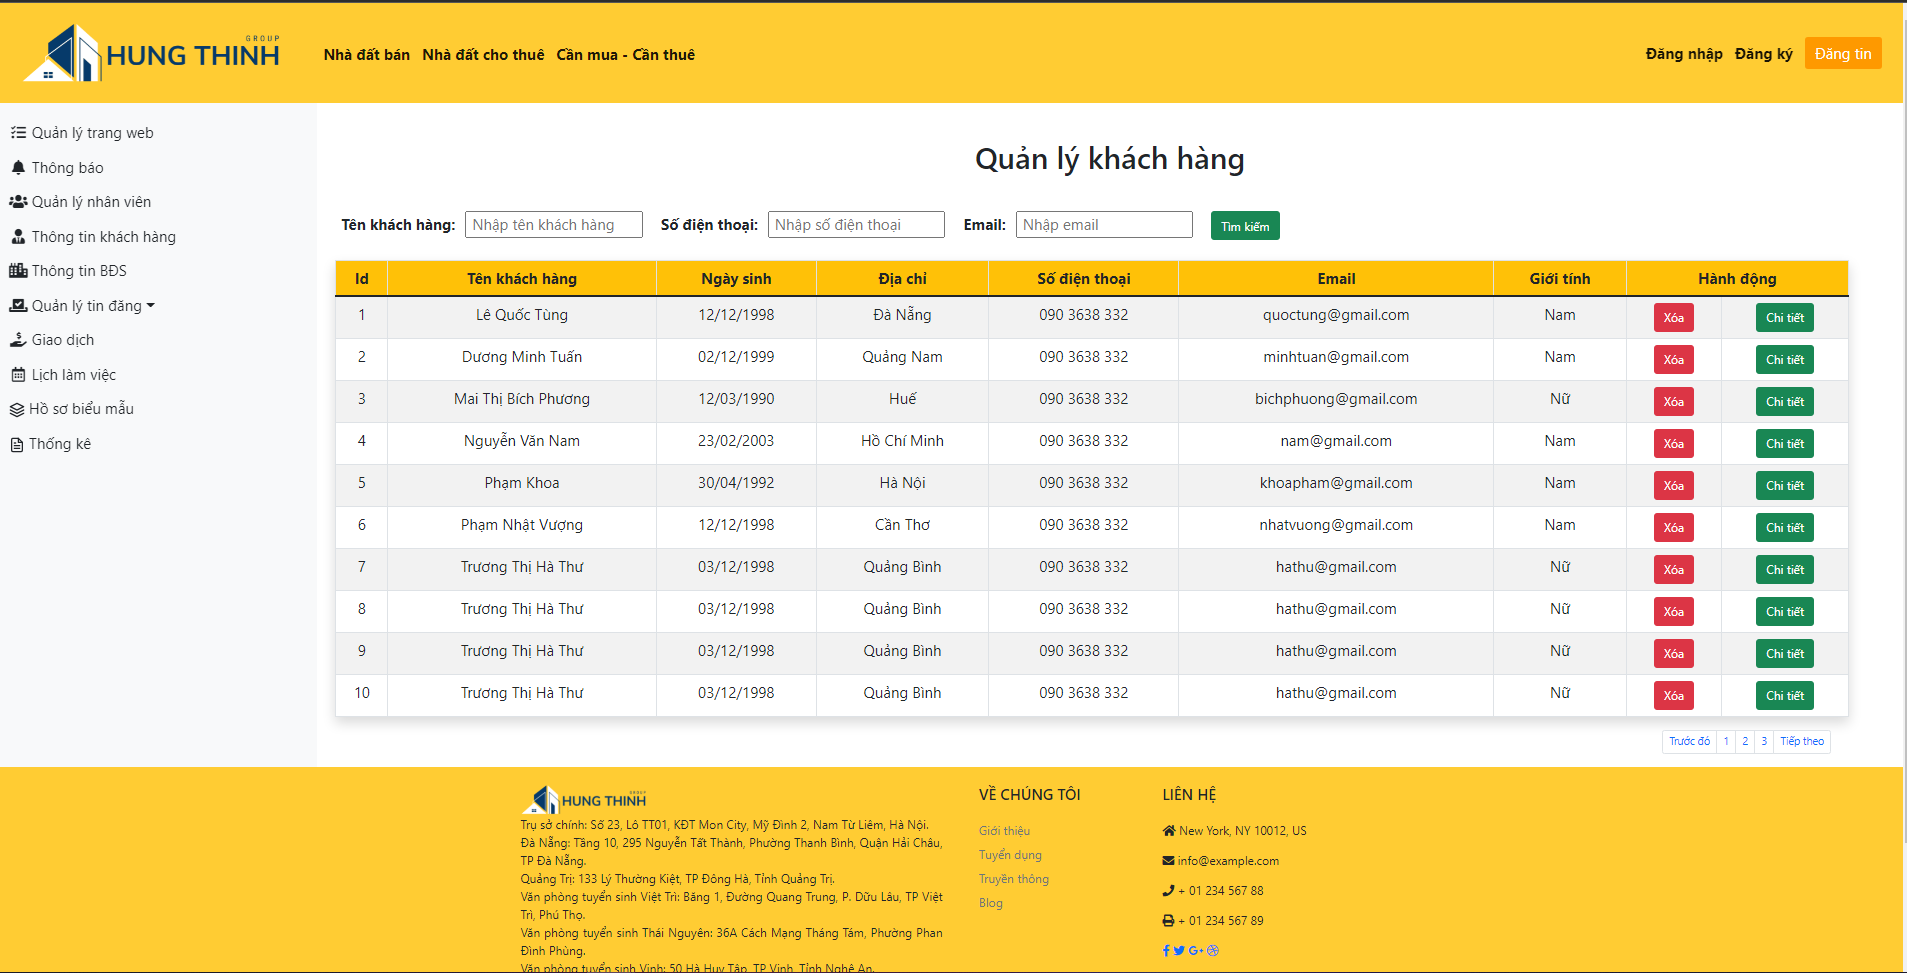 GROUP
HUNG THINH
Nhà đất bán Nhà đất cho thuê Cần mua - Cần thuê
Đăng nhập Đăng ký Đăng tin
Quản lý trang web
Thông báo
Quản lý nhân viên
Thông tin khách hàng
Thông tin BĐS
Quản lý tin đăng
Giao dịch
Lịch làm việc
Hồ sơ biểu mẫu
Thống kê
Quản lý khách hàng
Tên khách hàng: Nhập tên khách hàng Số điện thoại: Nhập số điện thoại Email: Nhập email Tìm kiếm
Id Tên khách hàng Ngày sinh Địa chỉ Số điện thoại Email Giới tính Hành động
1 Lê Quốc Tùng 12/12/1998 Đà Nẵng 090 3638 332 quoctung@gmail.com Nam Xóa Chi tiết
2 Dương Minh Tuấn 02/12/1999 Quảng Nam 090 3638 332 minhtuan@gmail.com Nam Xóa Chi tiết
3 Mai Thị Bích Phương 12/03/1990 Huế 090 3638 332 bichphuong@gmail.com Nữ Xóa Chi tiết
4 Nguyễn Văn Nam 23/02/2003 Hồ Chí Minh 090 3638 332 nam@gmail.com Nam Xóa Chi tiết
5 Phạm Khoa 30/04/1992 Hà Nội 090 3638 332 khoapham@gmail.com Nam Xóa Chi tiết
6 Phạm Nhật Vượng 12/12/1998 Cần Thơ 090 3638 332 nhatvuong@gmail.com Nam Xóa Chi tiết
7 Trương Thị Hà Thư 03/12/1998 Quảng Bình 090 3638 332 hathu@gmail.com Nữ Xóa Chi tiết
8 Trương Thị Hà Thư 03/12/1998 Quảng Bình 090 3638 332 hathu@gmail.com Nữ Xóa Chi tiết
9 Trương Thị Hà Thư 03/12/1998 Quảng Bình 090 3638 332 hathu@gmail.com Nữ Xóa Chi tiết
10 Trương Thị Hà Thư 03/12/1998 Quảng Bình 090 3638 332 hathu@gmail.com Nữ Xóa Chi tiết
Trước đó 1 2 3 Tiếp theo
GROUP
HUNG THINH
Trụ sở chính: Số 23, Lô TT01, KĐT Mon City, Mỹ Đình 2, Nam Từ Liêm, Hà Nội.
Đà Nẵng: Tầng 10, 295 Nguyễn Tất Thành, Phường Thanh Bình, Quận Hải Châu,
TP Đà Nẵng.
Quảng Trị: 133 Lý Thường Kiệt, TP Đông Hà, Tỉnh Quảng Trị.
Văn phòng tuyển sinh Việt Trì: Băng 1, Đường Quang Trung, P. Dữu Lâu, TP Việt
Trì, Phú Thọ.
Văn phòng tuyển sinh Thái Nguyên: 36A Cách Mạng Tháng Tám, Phường Phan
Đình Phùng.
Văn phòng tuyển sinh Vinh: 50 Hà Huy Tập, TP Vinh, Tỉnh Nghệ An.
VỀ CHÚNG TÔI
Giới thiệu
Tuyển dụng
Truyền thông
Blog
LIÊN HỆ
New York, NY 10012, US
info@example.com
+ 01 234 567 88
+ 01 234 567 89